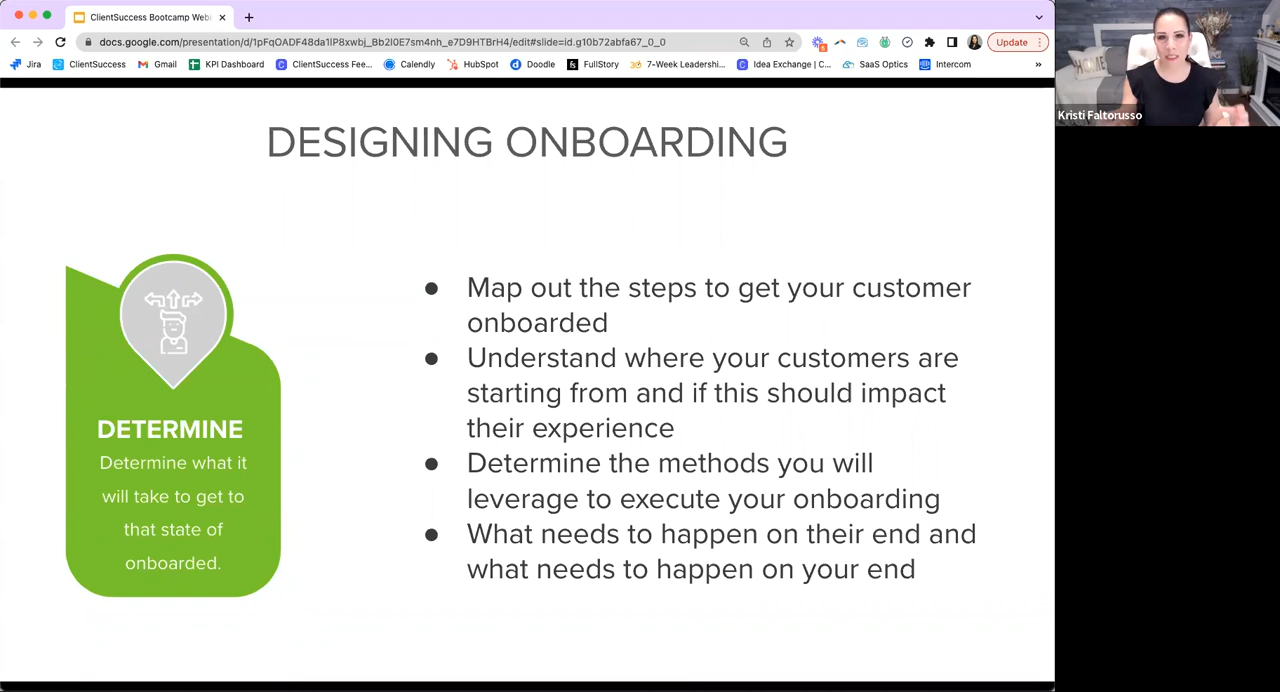 ClientSuccess Bootcamp Webi
docs.google.com/presentation/d/1pFqOADF48da1lP8xwbj_Bb2l0E7sm4nh_e7D9H1BrH4/edit#slide=id.g10b72abfa67_0_0
Update
Jira ClientSuccess Gmail KPI Dashboard ClientSuccess Fee... Calendly HubSpot Doodle FullStory 7-Week Leadershi... Idea Exchange | C... SaaS Optics Intercom »
HOME
Kristi Faltorusso
DESIGNING ONBOARDING
DETERMINE
Determine what it
will take to get to
that state of
onboarded.
● Map out the steps to get your customer
onboarded
● Understand where your customers are
starting from and if this should impact
their experience
● Determine the methods you will
leverage to execute your onboarding
● What needs to happen on their end and
what needs to happen on your end